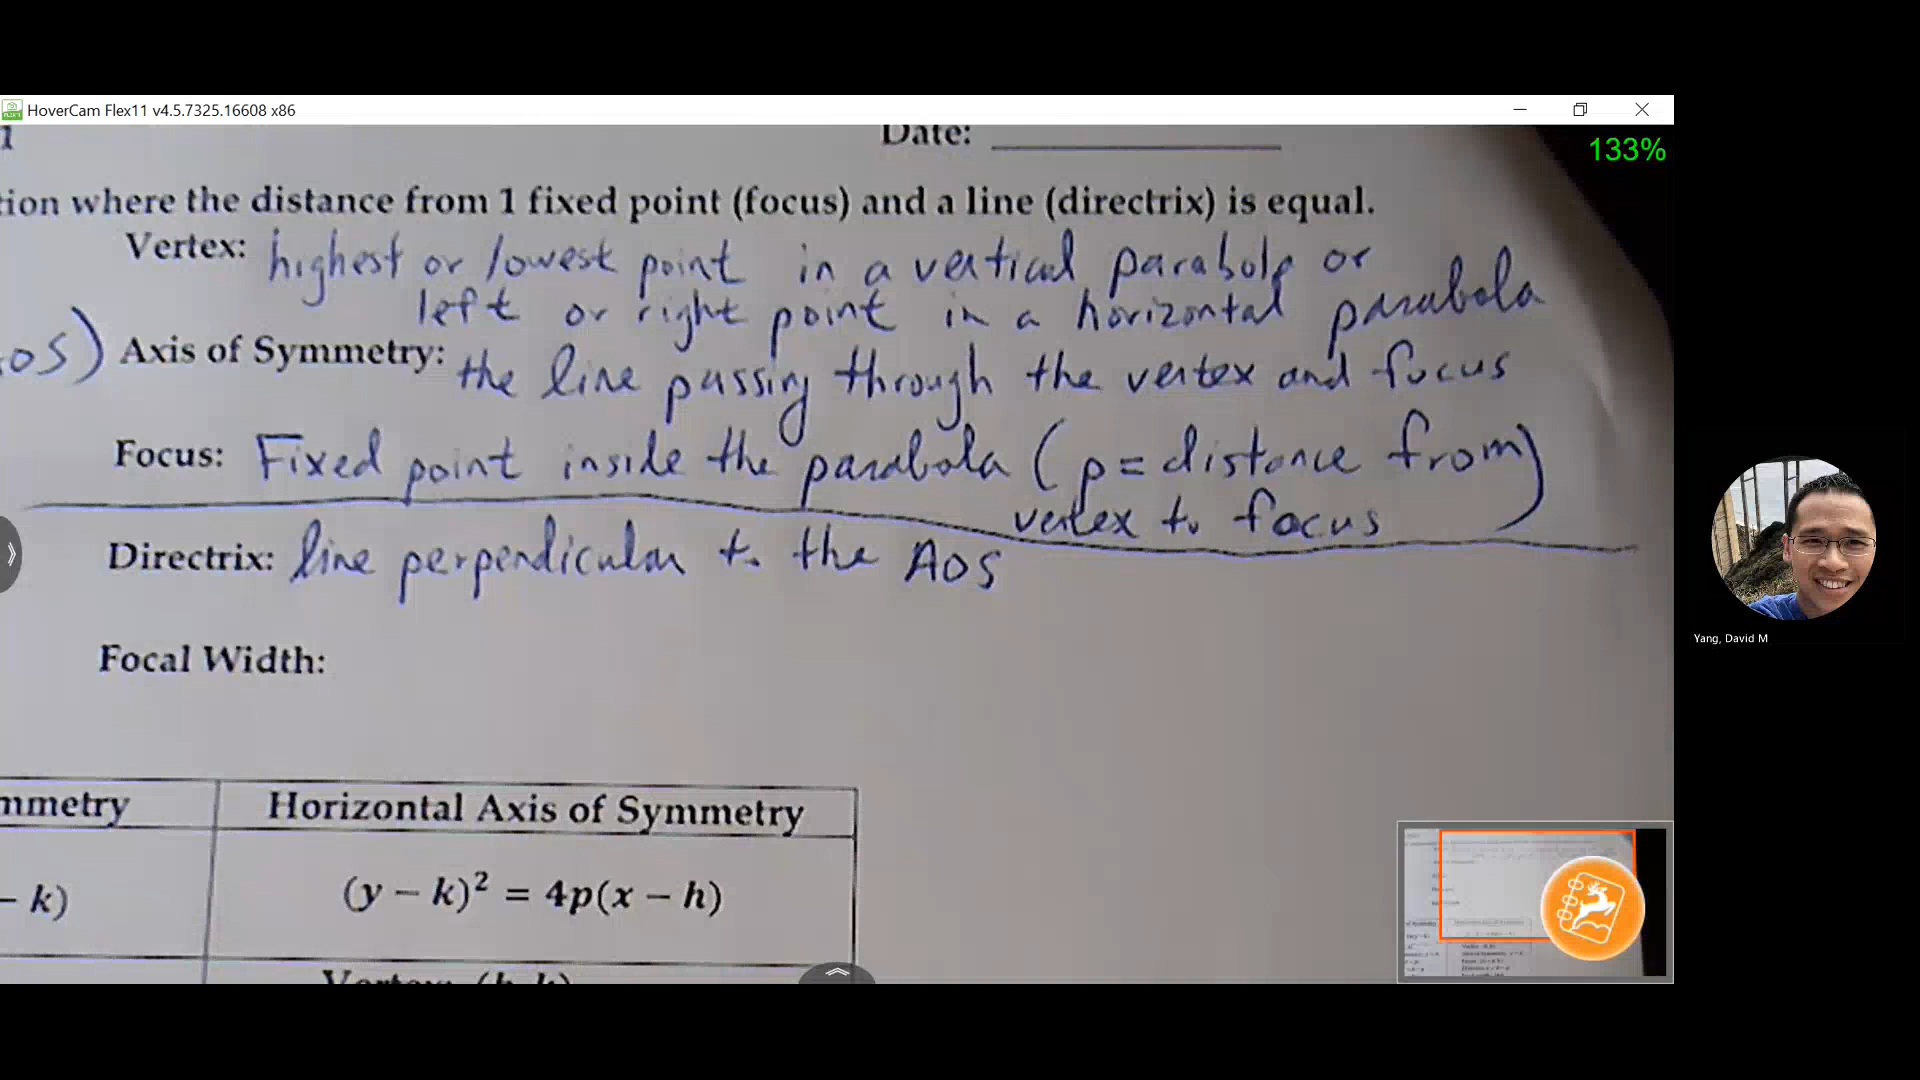 HoverCam Flex11 v4.5.7325.16608 x86
133%
1
Date:
tion where the distance from 1 fixed point (focus) and a line (directrix) is equal.
Vertex: highest or lowest point in a vertical parabola or
left or right point in a horizontal parabola
os) Axis of Symmetry: the line passing through the vertex and focus
Focus: Fixed point inside the parabola (p = distance from)
vertex to focus
Directrix: line perpendicular to the AOS
Focal Width:
mmetry
Horizontal Axis of Symmetry
– k)
(y – k)² = 4p(x – h)
Vertex: (h, k)
Yang, David M